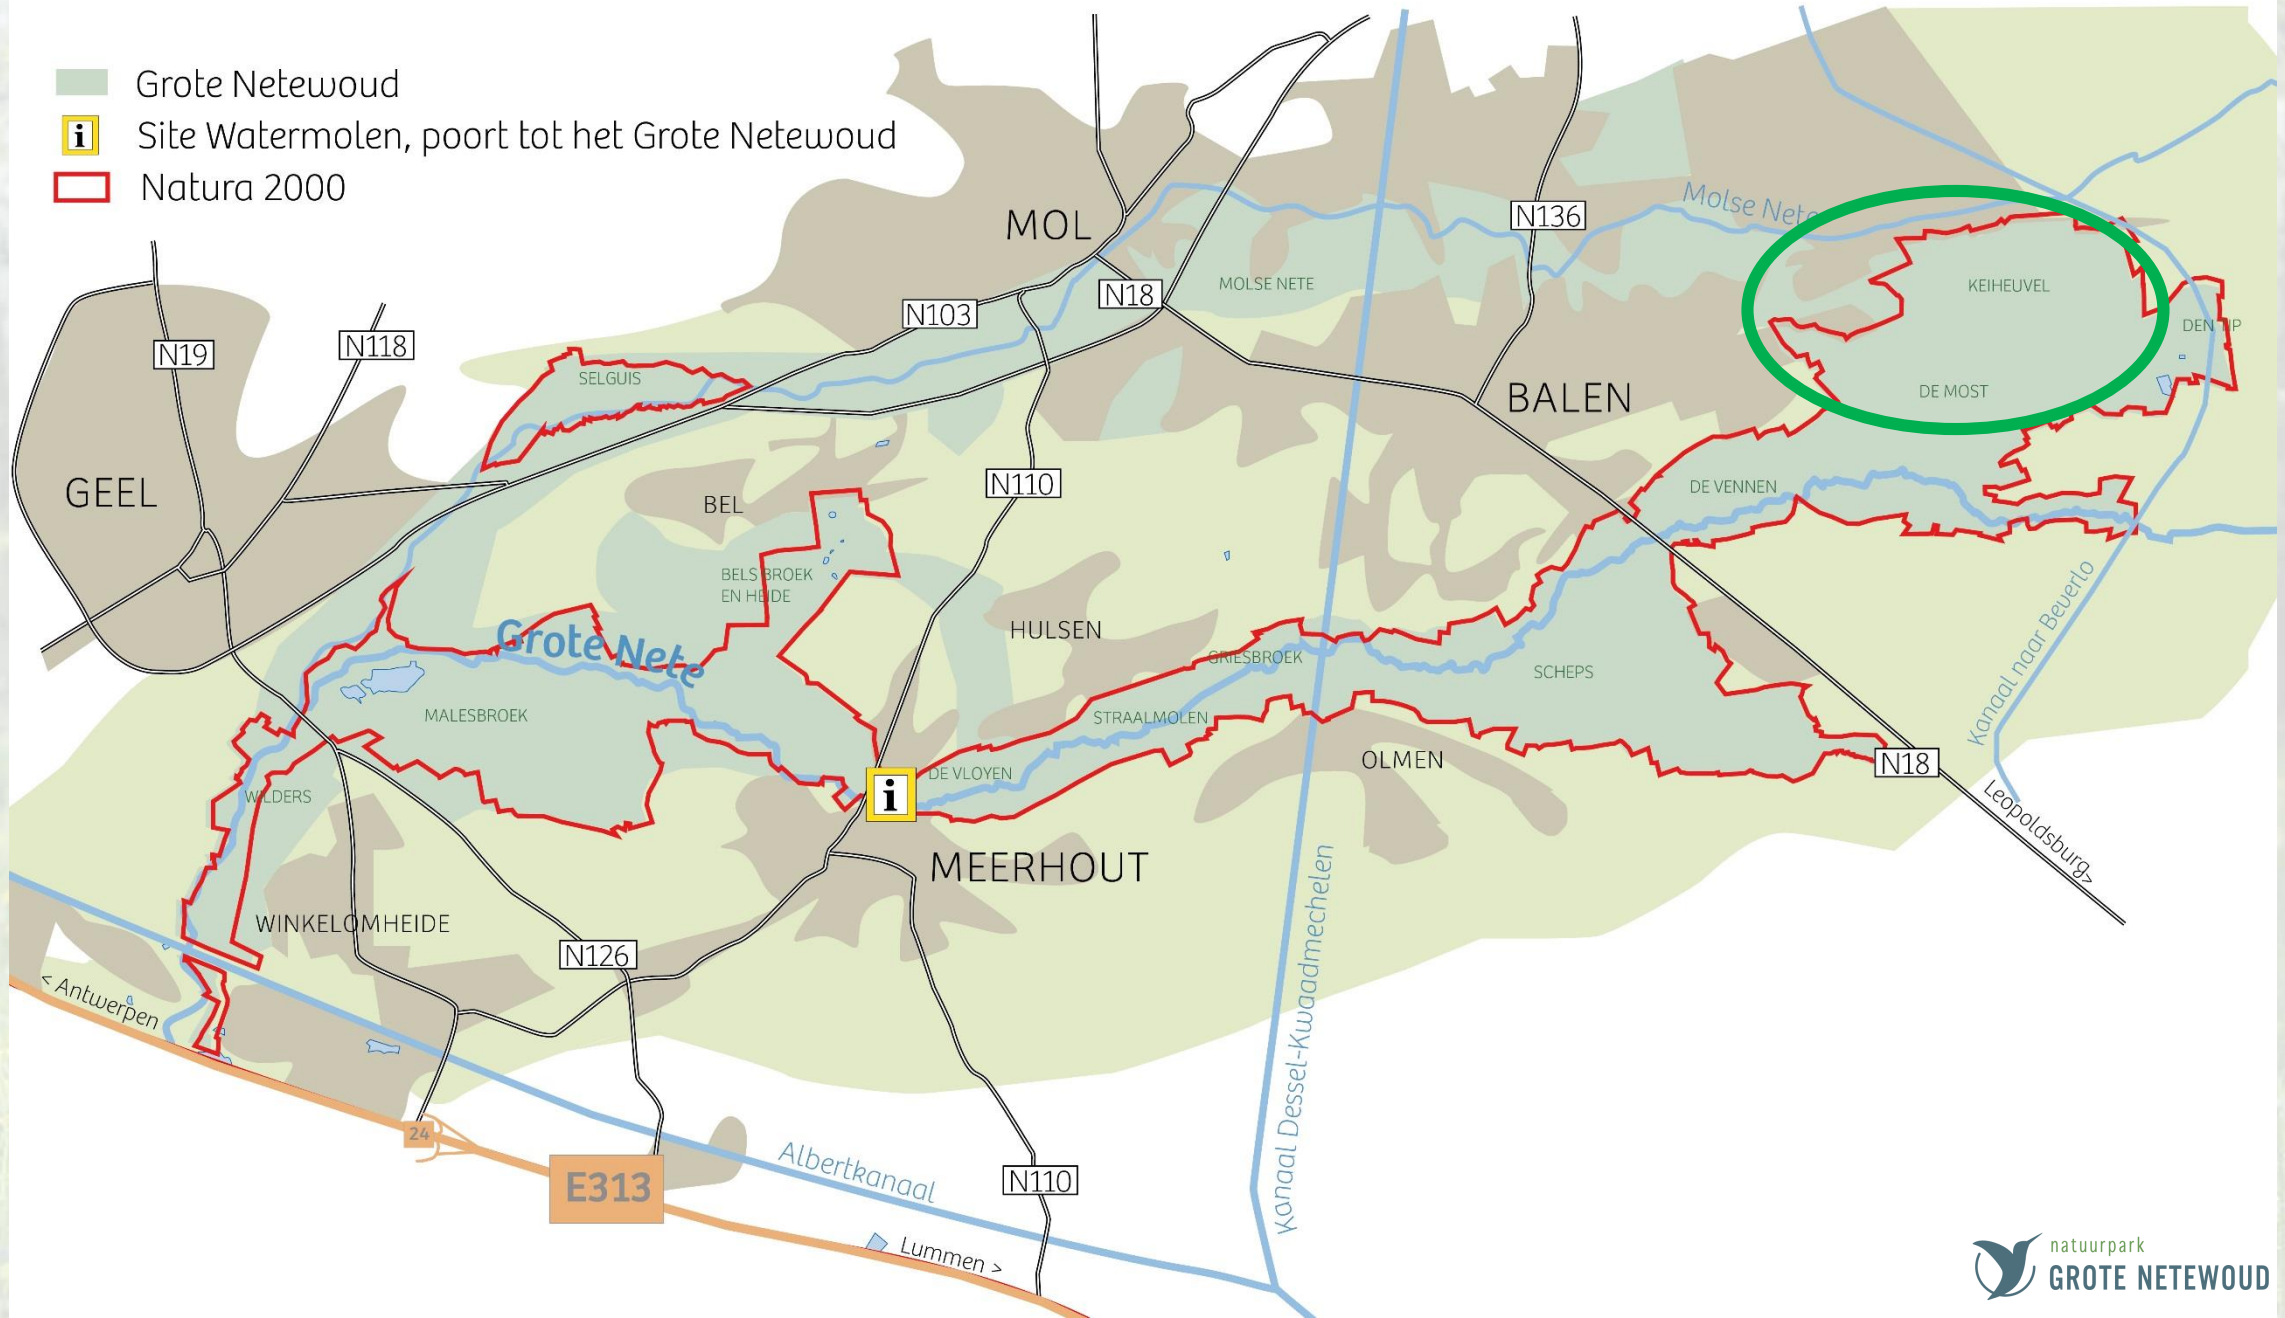 Grote Netewoud
i Site Watermolen, poort tot het Grote Netewoud
Natura 2000
MOL
Molse Nete
N136
N18
MOLSE NETE
KEIHEUVEL
N103
DEN TIP
N19
N118
SELGUIS
BALEN
DE MOST
GEEL
BEL
N110
DE VENNEN
BELS BROEK
EN HEIDE
HULSEN
Grote Nete
GRIESBROEK
SCHEPS
Kanaal naar Beverlo
MALESBROEK
STRAALMOLEN
OLMEN
N18
DE VLOYEN
WILDERS
i
Leopoldsburg>
MEERHOUT
WINKELOMHEIDE
N126
Kanaal Dessel-Kwaadmechelen
< Antwerpen
24
E313
Albertkanaal
N110
Lummen >
natuurpark
GROTE NETEWOUD